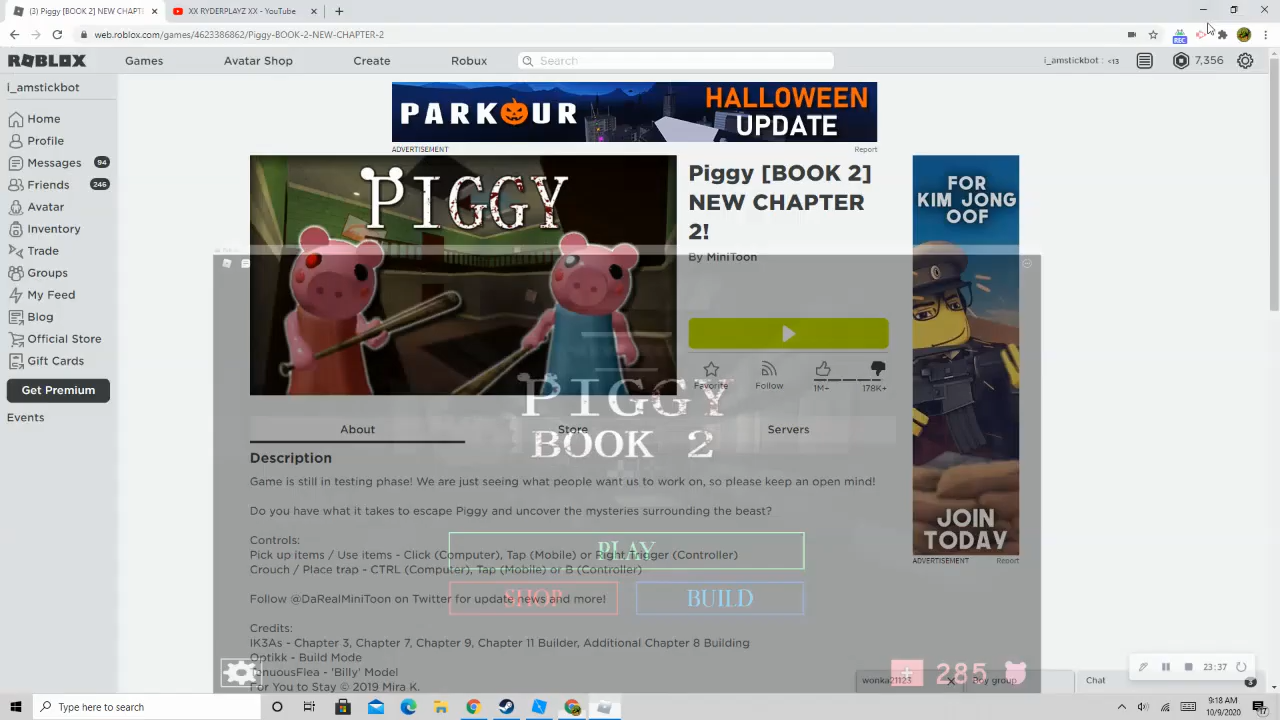 (3) Piggy [BOOK 2] NEW CHAPT
XX RYDERPLAYZ XX - YouTube
web.roblox.com/games/4623386862/Piggy-BOOK-2-NEW-CHAPTER-2
REC
ROBLOX
Games
Avatar Shop
Create
Robux
Search
i_amstickbot
<13
7,356
i_amstickbot
Home
Profile
Messages 94
Friends 246
Avatar
Inventory
Trade
Groups
My Feed
Blog
Official Store
Gift Cards
Get Premium
Events
PARKOUR
HALLOWEEN
UPDATE
ADVERTISEMENT
Report
PIGGY
Piggy [BOOK 2]
NEW CHAPTER
2!
By MiniToon
Favorite
Follow
1M+
178K+
FOR
KIM JONG
OOF
JOIN
TODAY
ADVERTISEMENT
Report
About
Store
Servers
PIGGY
BOOK 2
PLAY
SHOP
BUILD
Description
Game is still in testing phase! We are just seeing what people want us to work on, so please keep an open mind!
Do you have what it takes to escape Piggy and uncover the mysteries surrounding the beast?
Controls:
Pick up items / Use items - Click (Computer), Tap (Mobile) or Right Trigger (Controller)
Crouch / Place trap - CTRL (Computer), Tap (Mobile) or B (Controller)
Follow @DaRealMiniToon on Twitter for update news and more!
Credits:
IK3As - Chapter 3, Chapter 7, Chapter 9, Chapter 11 Builder, Additional Chapter 8 Building
Optikk - Build Mode
TenuousFlea - 'Billy' Model
For You to Stay © 2019 Mira K.
285
wonka21123
Boy group
Chat
3
23:37
Type here to search
9:18 AM
10/9/2020
17